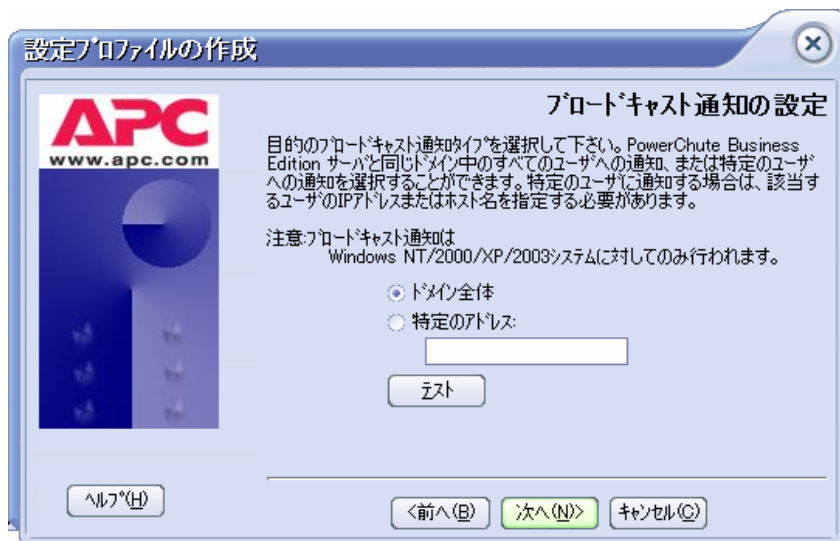 設定プロファイルの作成
APC
www.apc.com
ブロードキャスト通知の設定
目的のブロードキャスト通知タイプを選択して下さい。PowerChute Business
Edition サーバと同じドメイン中のすべてのユーザへの通知、または特定のユーザ
への通知を選択することができます。特定のユーザに通知する場合は、該当す
るユーザのIPアドレスまたはホスト名を指定する必要があります。
注意:ブロードキャスト通知は
Windows NT/2000/XP/2003システムに対してのみ行われます。
ドメイン全体
特定のアドレス:
テスト
ヘルプ(H)
<前へ(B)
次へ(N)>
キャンセル(C)